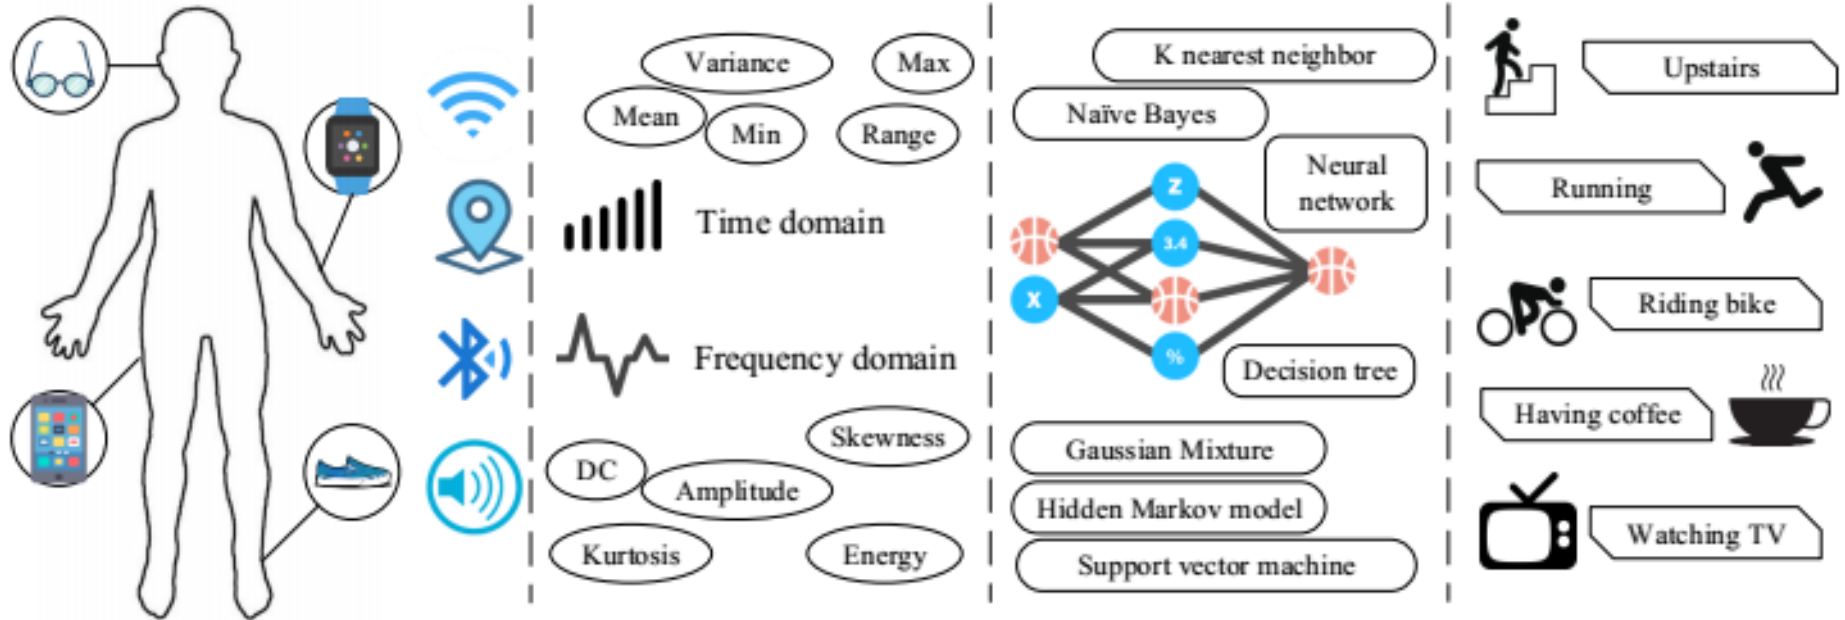 Variance
Max
Mean
Min
Range
Time domain
Frequency domain
Skewness
DC
Amplitude
Kurtosis
Energy
K nearest neighbor
Naïve Bayes
Neural
network
Z
3.4
X
%
Decision tree
Gaussian Mixture
Hidden Markov model
Support vector machine
Upstairs
Running
Riding bike
Having coffee
Watching TV